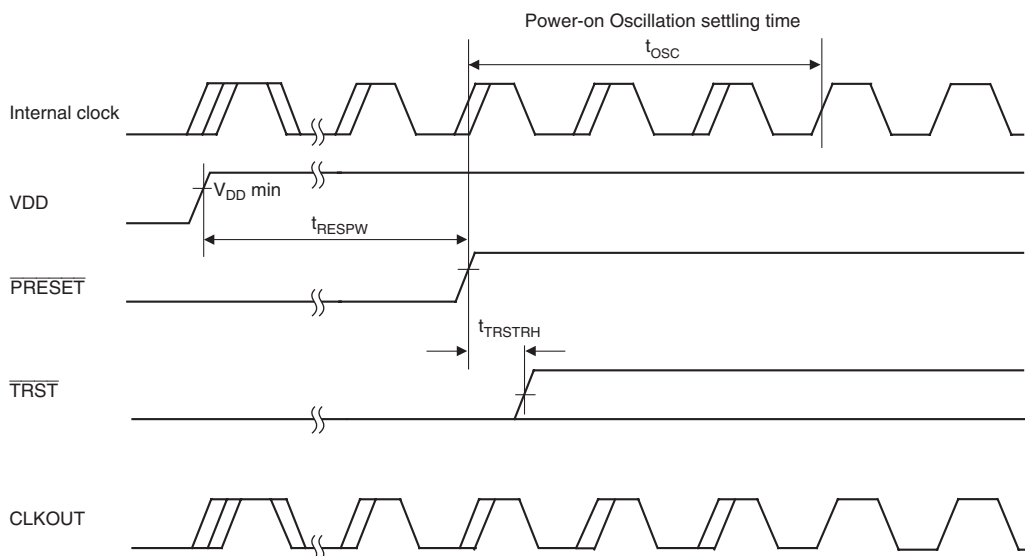 Power-on Oscillation settling time
tOSC
Internal clock
VDD
VDD min
tRESPW
PRESET
tTRSTRH
TRST
CLKOUT